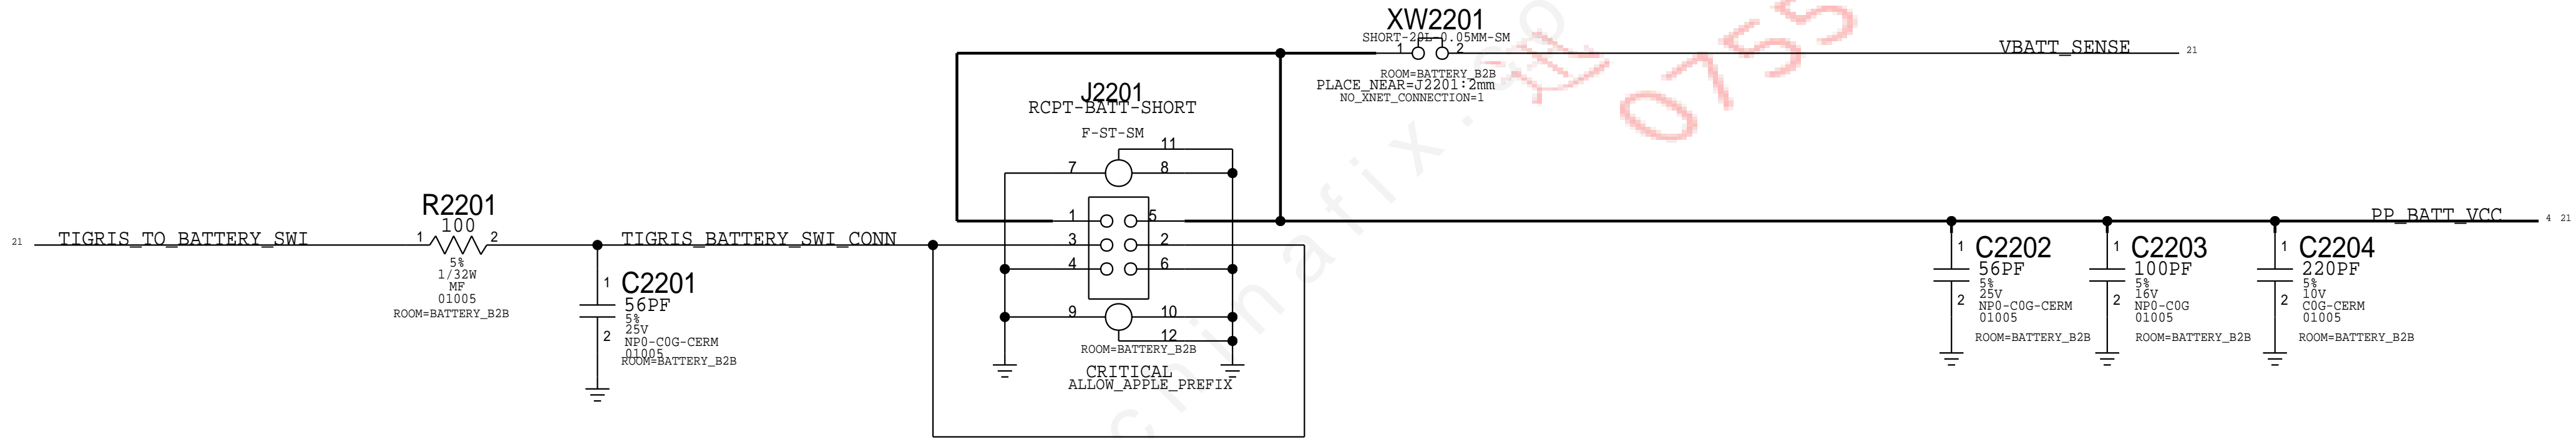 XW2201
SHORT-20L-0.05MM-SM
1
2
VBATT_SENSE
21
ROOM=BATTERY_B2B
PLACE_NEAR=J2201:2mm
NO_XNET_CONNECTION=1
0755
chinafix.
J2201
RCPT-BATT-SHORT
F-ST-SM
11
7
8
1
5
3
2
4
6
9
10
12
ROOM=BATTERY_B2B
CRITICAL
ALLOW_APPLE_PREFIX
21
TIGRIS_TO_BATTERY_SWI
R2201
100
1
2
5%
1/32W
MF
01005
ROOM=BATTERY_B2B
TIGRIS_BATTERY_SWI_CONN
1
2
C2201
56PF
5%
25V
NP0-C0G-CERM
01005
ROOM=BATTERY_B2B
PP_BATT_VCC
4
21
1
2
C2202
56PF
5%
25V
NP0-C0G-CERM
01005
ROOM=BATTERY_B2B
1
2
C2203
100PF
5%
16V
NP0-C0G
01005
ROOM=BATTERY_B2B
1
2
C2204
220PF
5%
10V
C0G-CERM
01005
ROOM=BATTERY_B2B